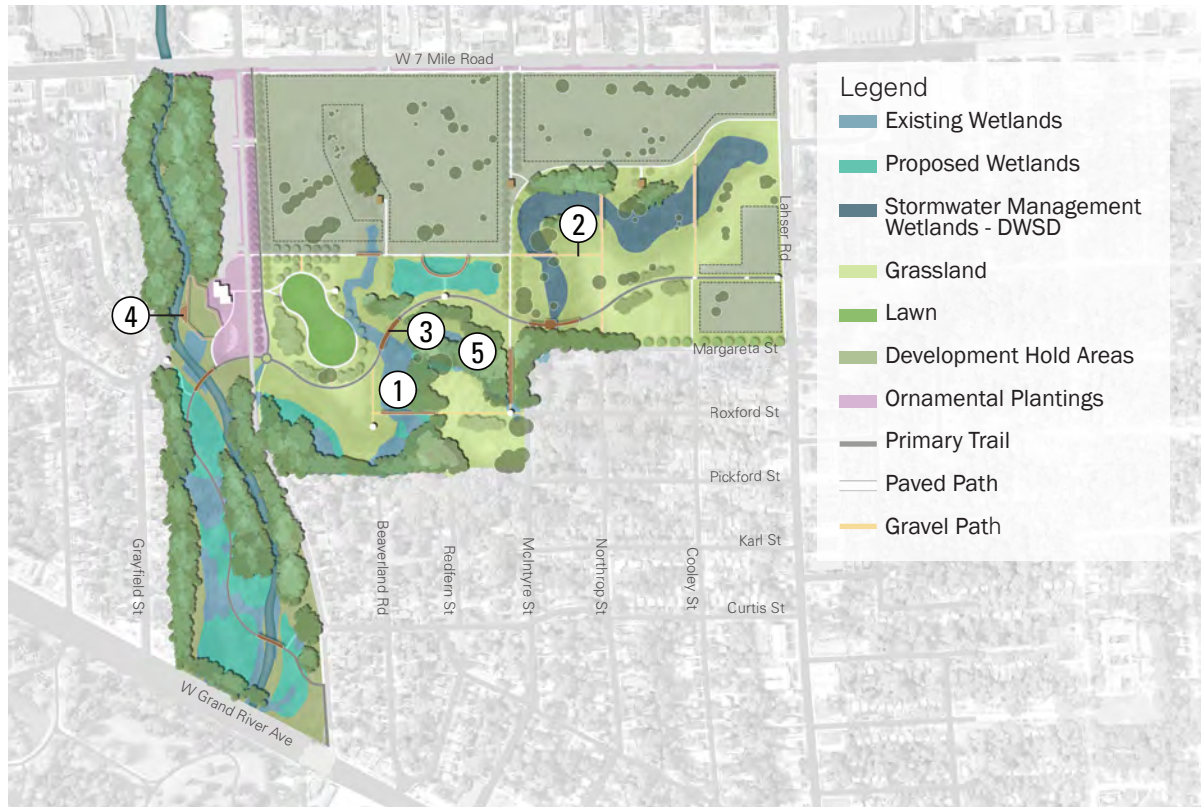 W 7 Mile Road
Legend
Existing Wetlands
Proposed Wetlands
Stormwater Management
Wetlands - DWSD
Grassland
Lawn
Development Hold Areas
Ornamental Plantings
Primary Trail
Paved Path
Gravel Path
Lahser Rd
2
4
3
5
1
Margareta St
Roxford St
Pickford St
Karl St
Curtis St
Grayfield St
Beaverland Rd
Redfern St
McIntyre St
Northrop St
Cooley St
W Grand River Ave